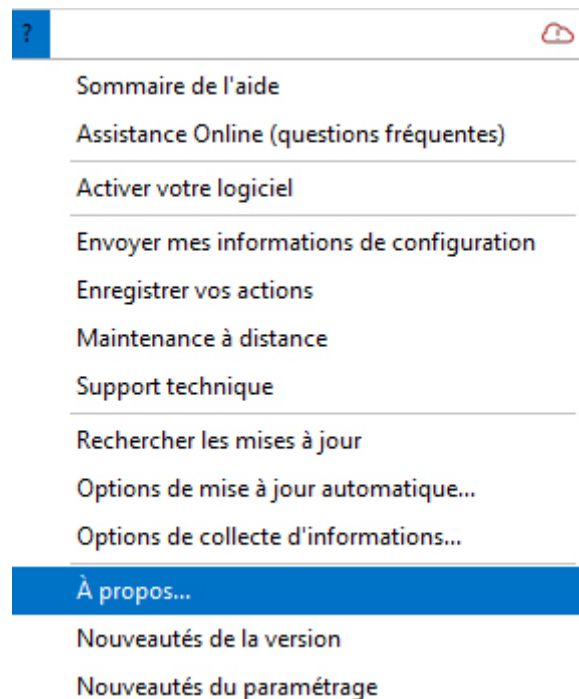 ?
Sommaire de l'aide
Assistance Online (questions fréquentes)
Activer votre logiciel
Envoyer mes informations de configuration
Enregistrer vos actions
Maintenance à distance
Support technique
Rechercher les mises à jour
Options de mise à jour automatique...
Options de collecte d'informations...
À propos...
Nouveautés de la version
Nouveautés du paramétrage